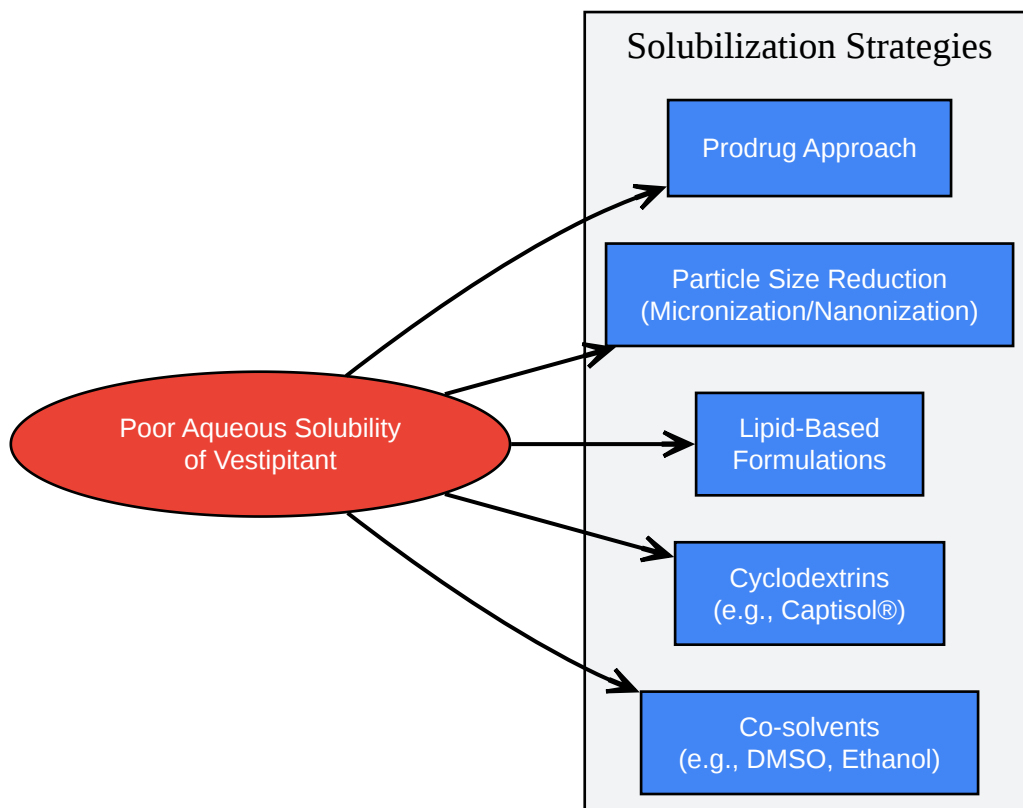 Solubilization Strategies
Prodrug Approach
Particle Size Reduction
(Micronization/Nanonization)
Poor Aqueous Solubility
of Vestipitant
Lipid-Based
Formulations
Cyclodextrins
(e.g., Captisol®)
Co-solvents
(e.g., DMSO, Ethanol)